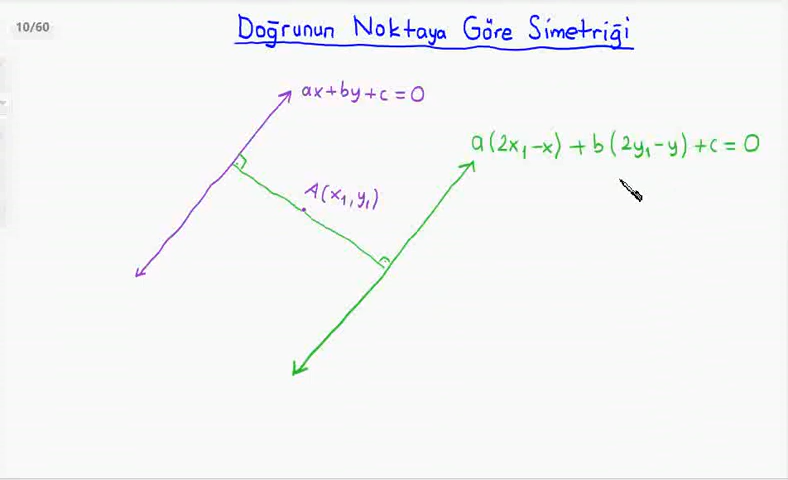 10/60
Doğrunun Noktaya Göre Simetriği
ax+by+c=0
a(2x₁-x)+b(2y₁-y)+c=0
A(x₁,y₁)